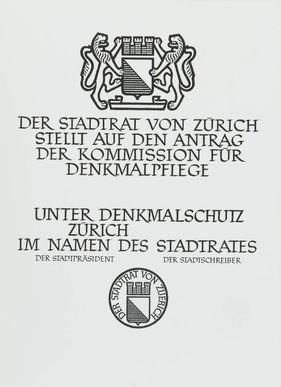 DER STADTRAT VON ZÜRICH
STELLT AUF DEN ANTRAG
DER KOMMISSION FÜR
DENKMALPFLEGE
UNTER DENKMALSCHUTZ
ZÜRICH
IM NAMEN DES STADTRATES
DER STADTPRÄSIDENT DER STADTSCHREIBER
DER STADTRAT VON ZUERICH